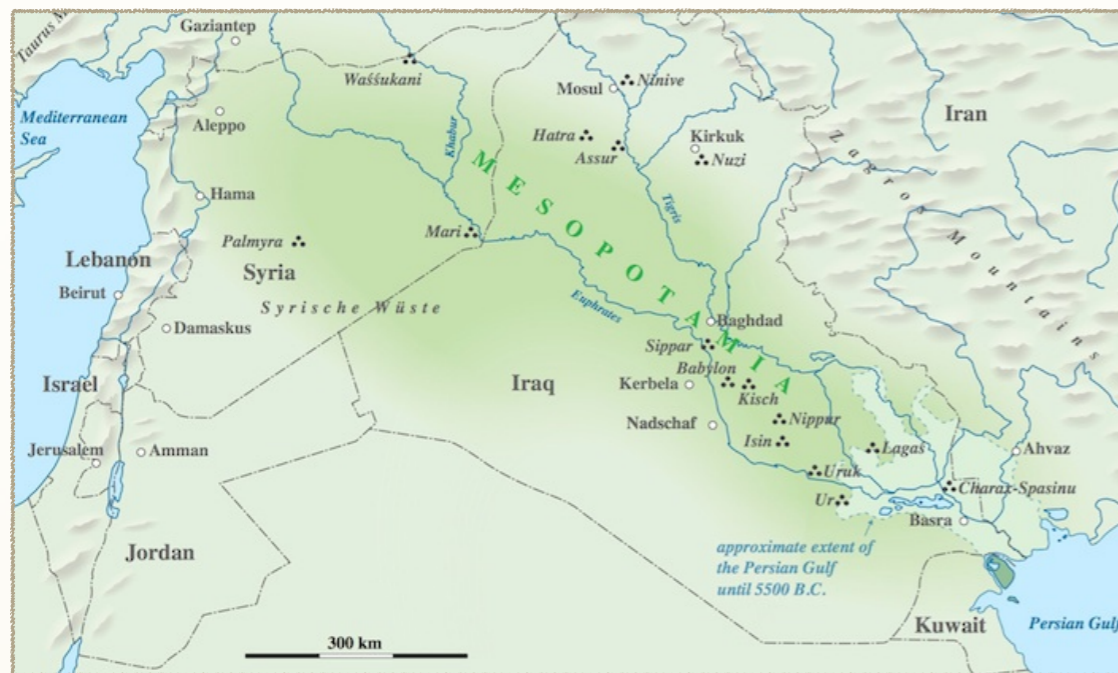 Taurus M
Gaziantep
Mediterranean
Sea
Waššukani
Mosul
Ninive
Iran
Aleppo
Khabur
Hatra
Assur
Kirkuk
Nuzi
Zagros Mountains
MESOPOTAMIA
Hama
Tigris
Palmyra
Mari
Lebanon
Syria
Beirut
Syrische Wüste
Euphrates
Damaskus
Baghdad
Sippar
Israel
Iraq
Babylon
Kerbela
Kisch
Nippur
Nadschaf
Isin
Lagaš
Ahvaz
Jerusalem
Amman
Uruk
Charax-Spasinu
Ur
Basra
Jordan
approximate extent of
the Persian Gulf
until 5500 B.C.
Kuwait
Persian Gulf
300 km